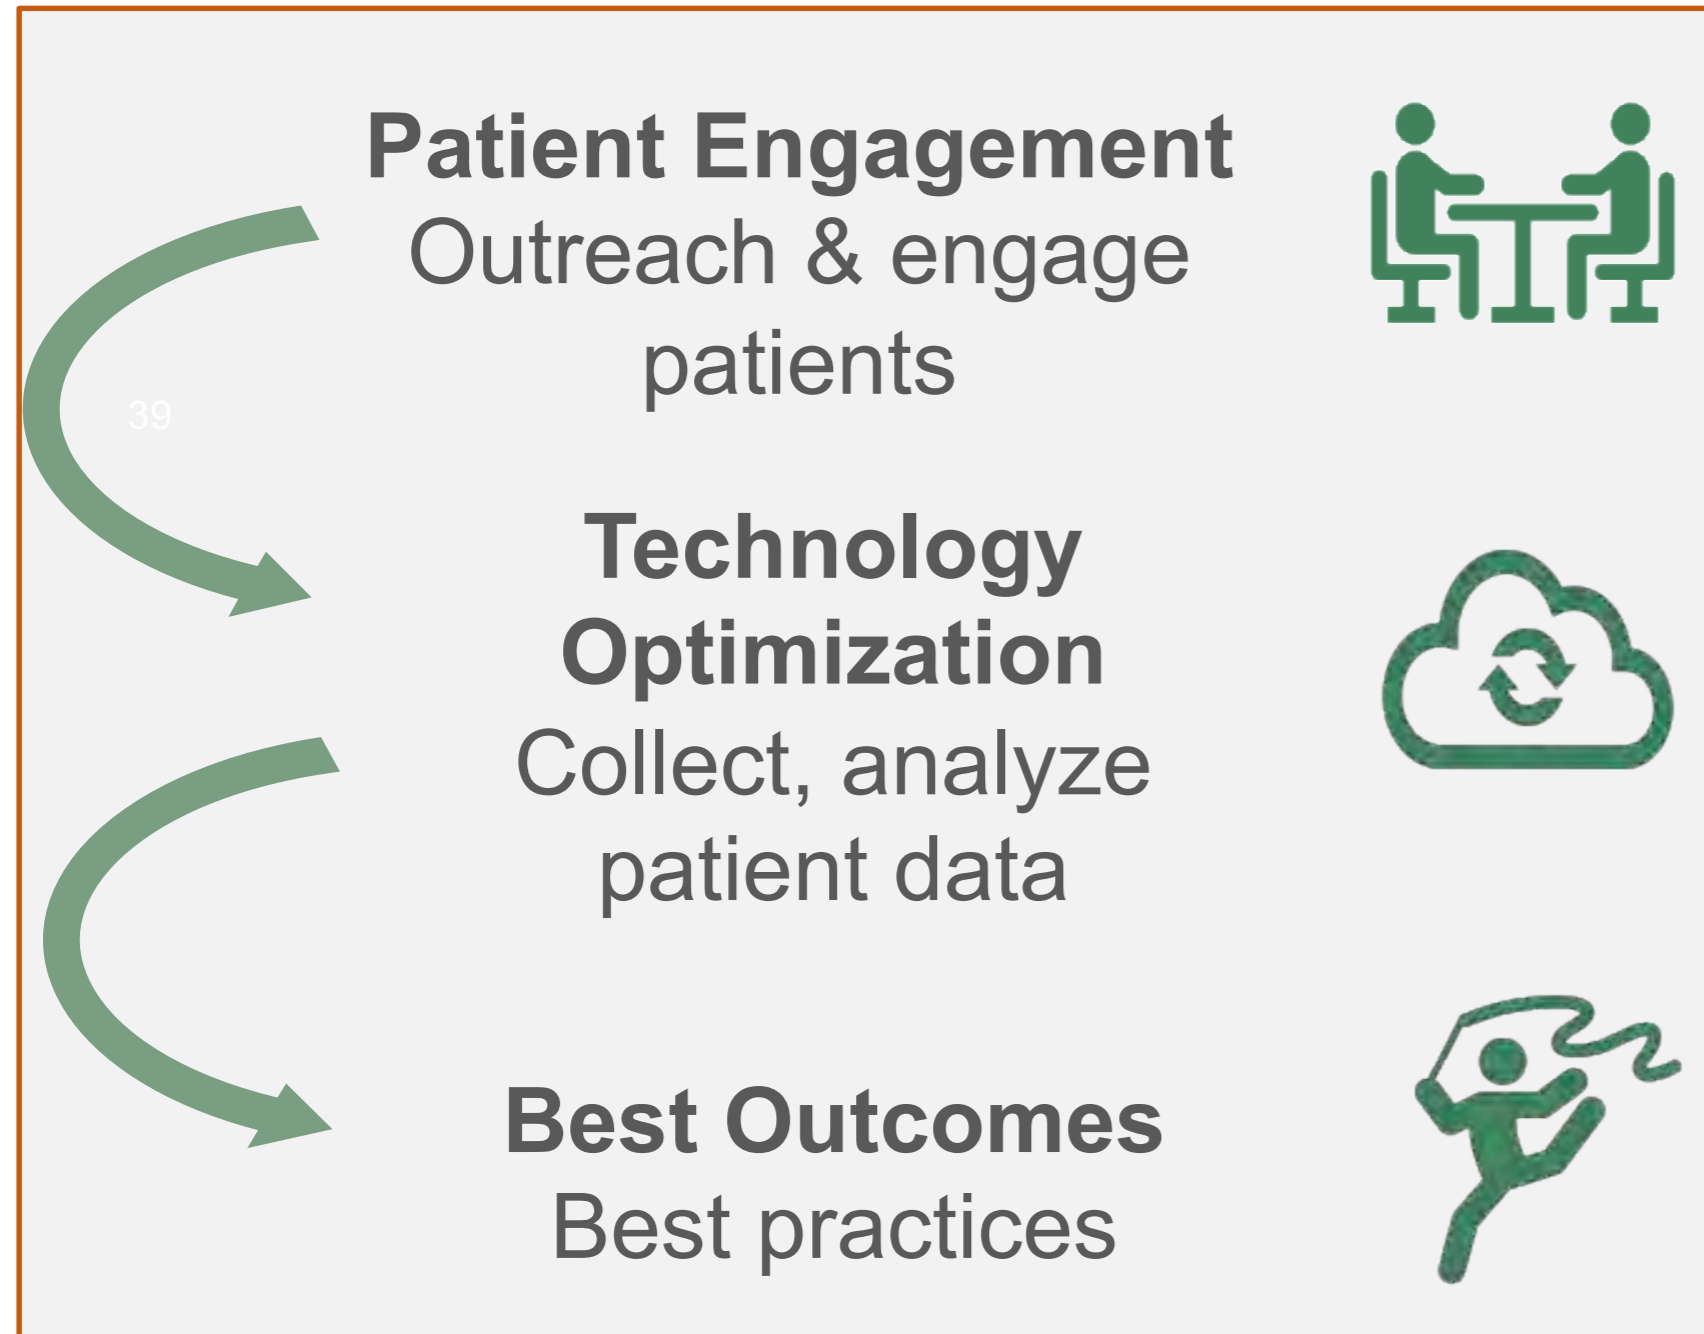 Patient Engagement
Outreach & engage
patients
39
Technology
Optimization
Collect, analyze
patient data
Best Outcomes
Best practices